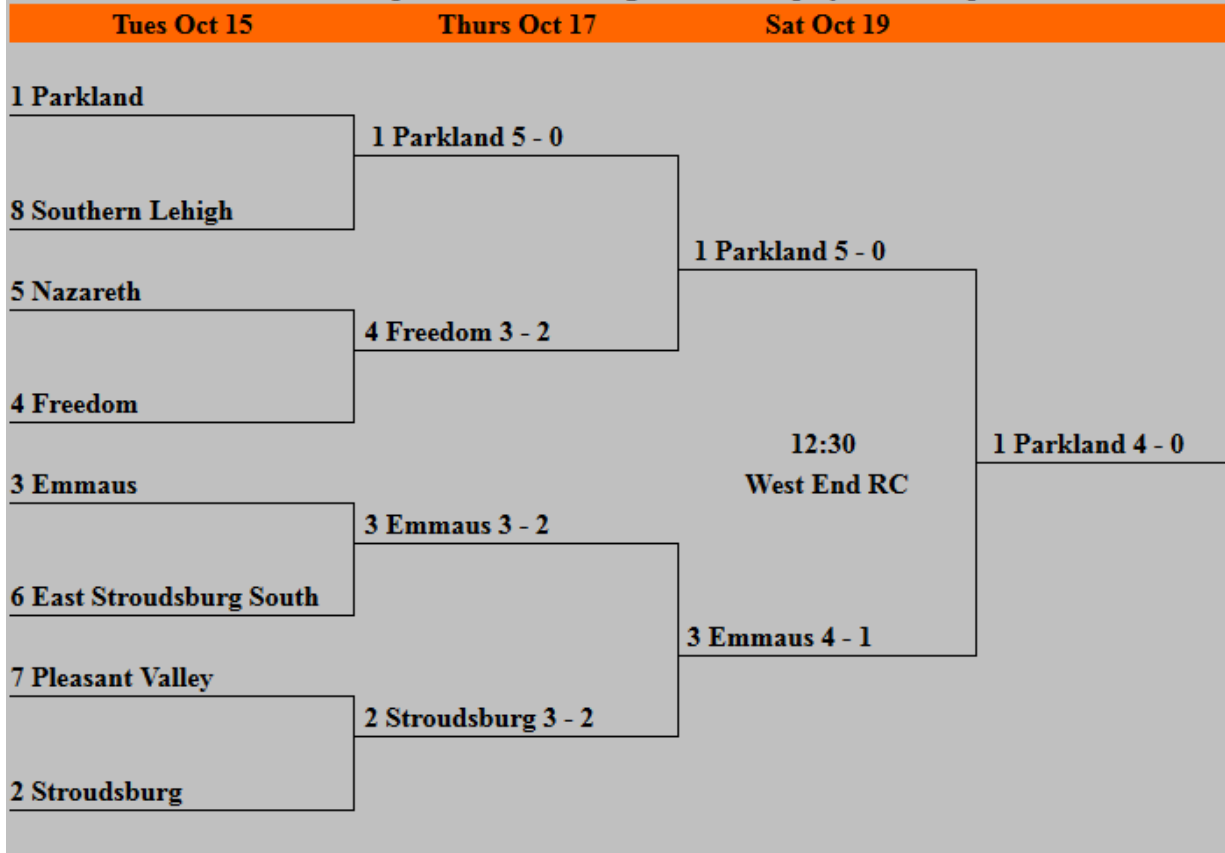 Tues Oct 15 Thurs Oct 17 Sat Oct 19
1 Parkland
1 Parkland 5 - 0
8 Southern Lehigh
1 Parkland 5 - 0
5 Nazareth
4 Freedom 3 - 2
4 Freedom
12:30
1 Parkland 4 - 0
West End RC
3 Emmaus
3 Emmaus 3 - 2
6 East Stroudsburg South
3 Emmaus 4 - 1
7 Pleasant Valley
2 Stroudsburg 3 - 2
2 Stroudsburg